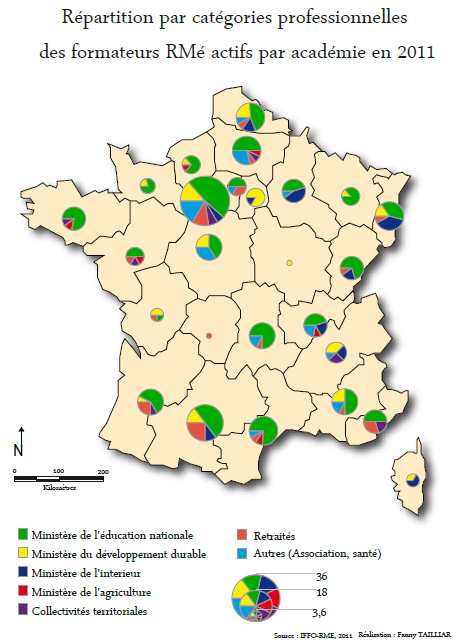 Répartition par catégories professionnelles
des formateurs RMé actifs par académie en 2011
N
0 100 200
Kilomètres
Ministère de l'éducation nationale
Ministère du développement durable
Ministère de l'interieur
Ministère de l'agriculture
Collectivités territoriales
Retraités
Autres (Association, santé)
36
18
3,6
Source : IFFO-RME, 2011 Réalisation : Fanny TAILLIAR